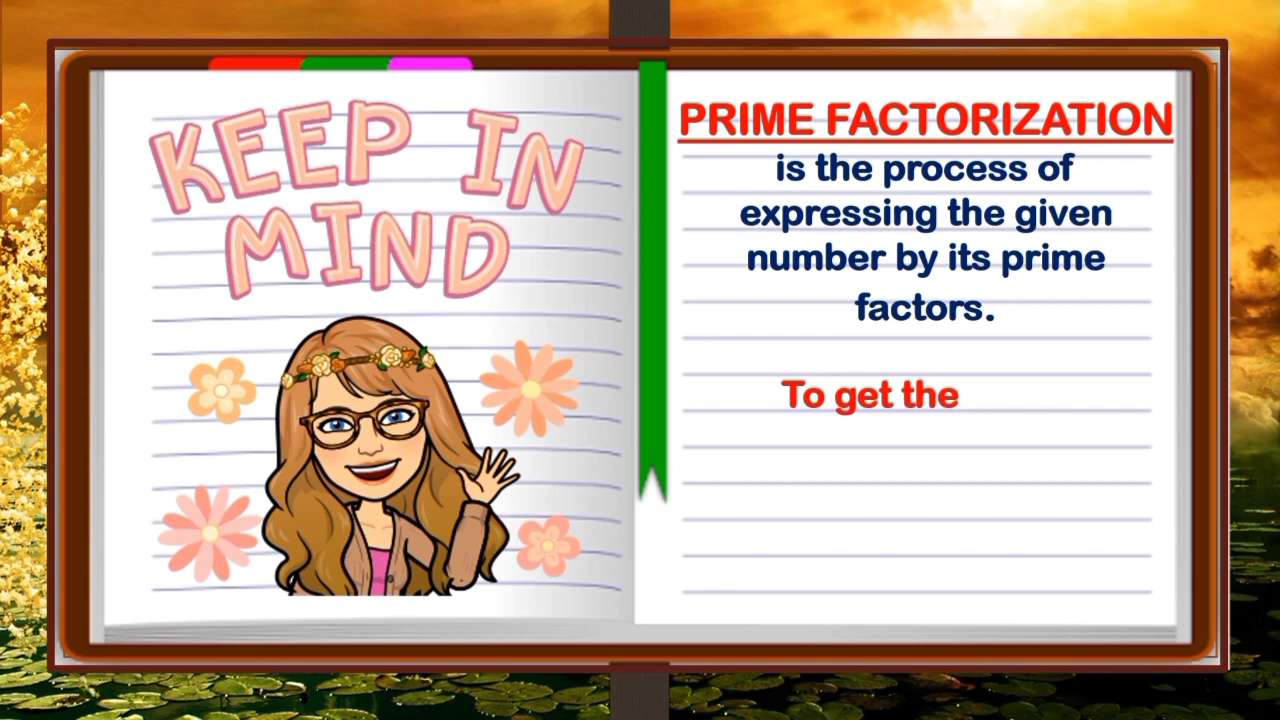 KEEP IN
MIND
PRIME FACTORIZATION
is the process of
expressing the given
number by its prime
factors.
To get the